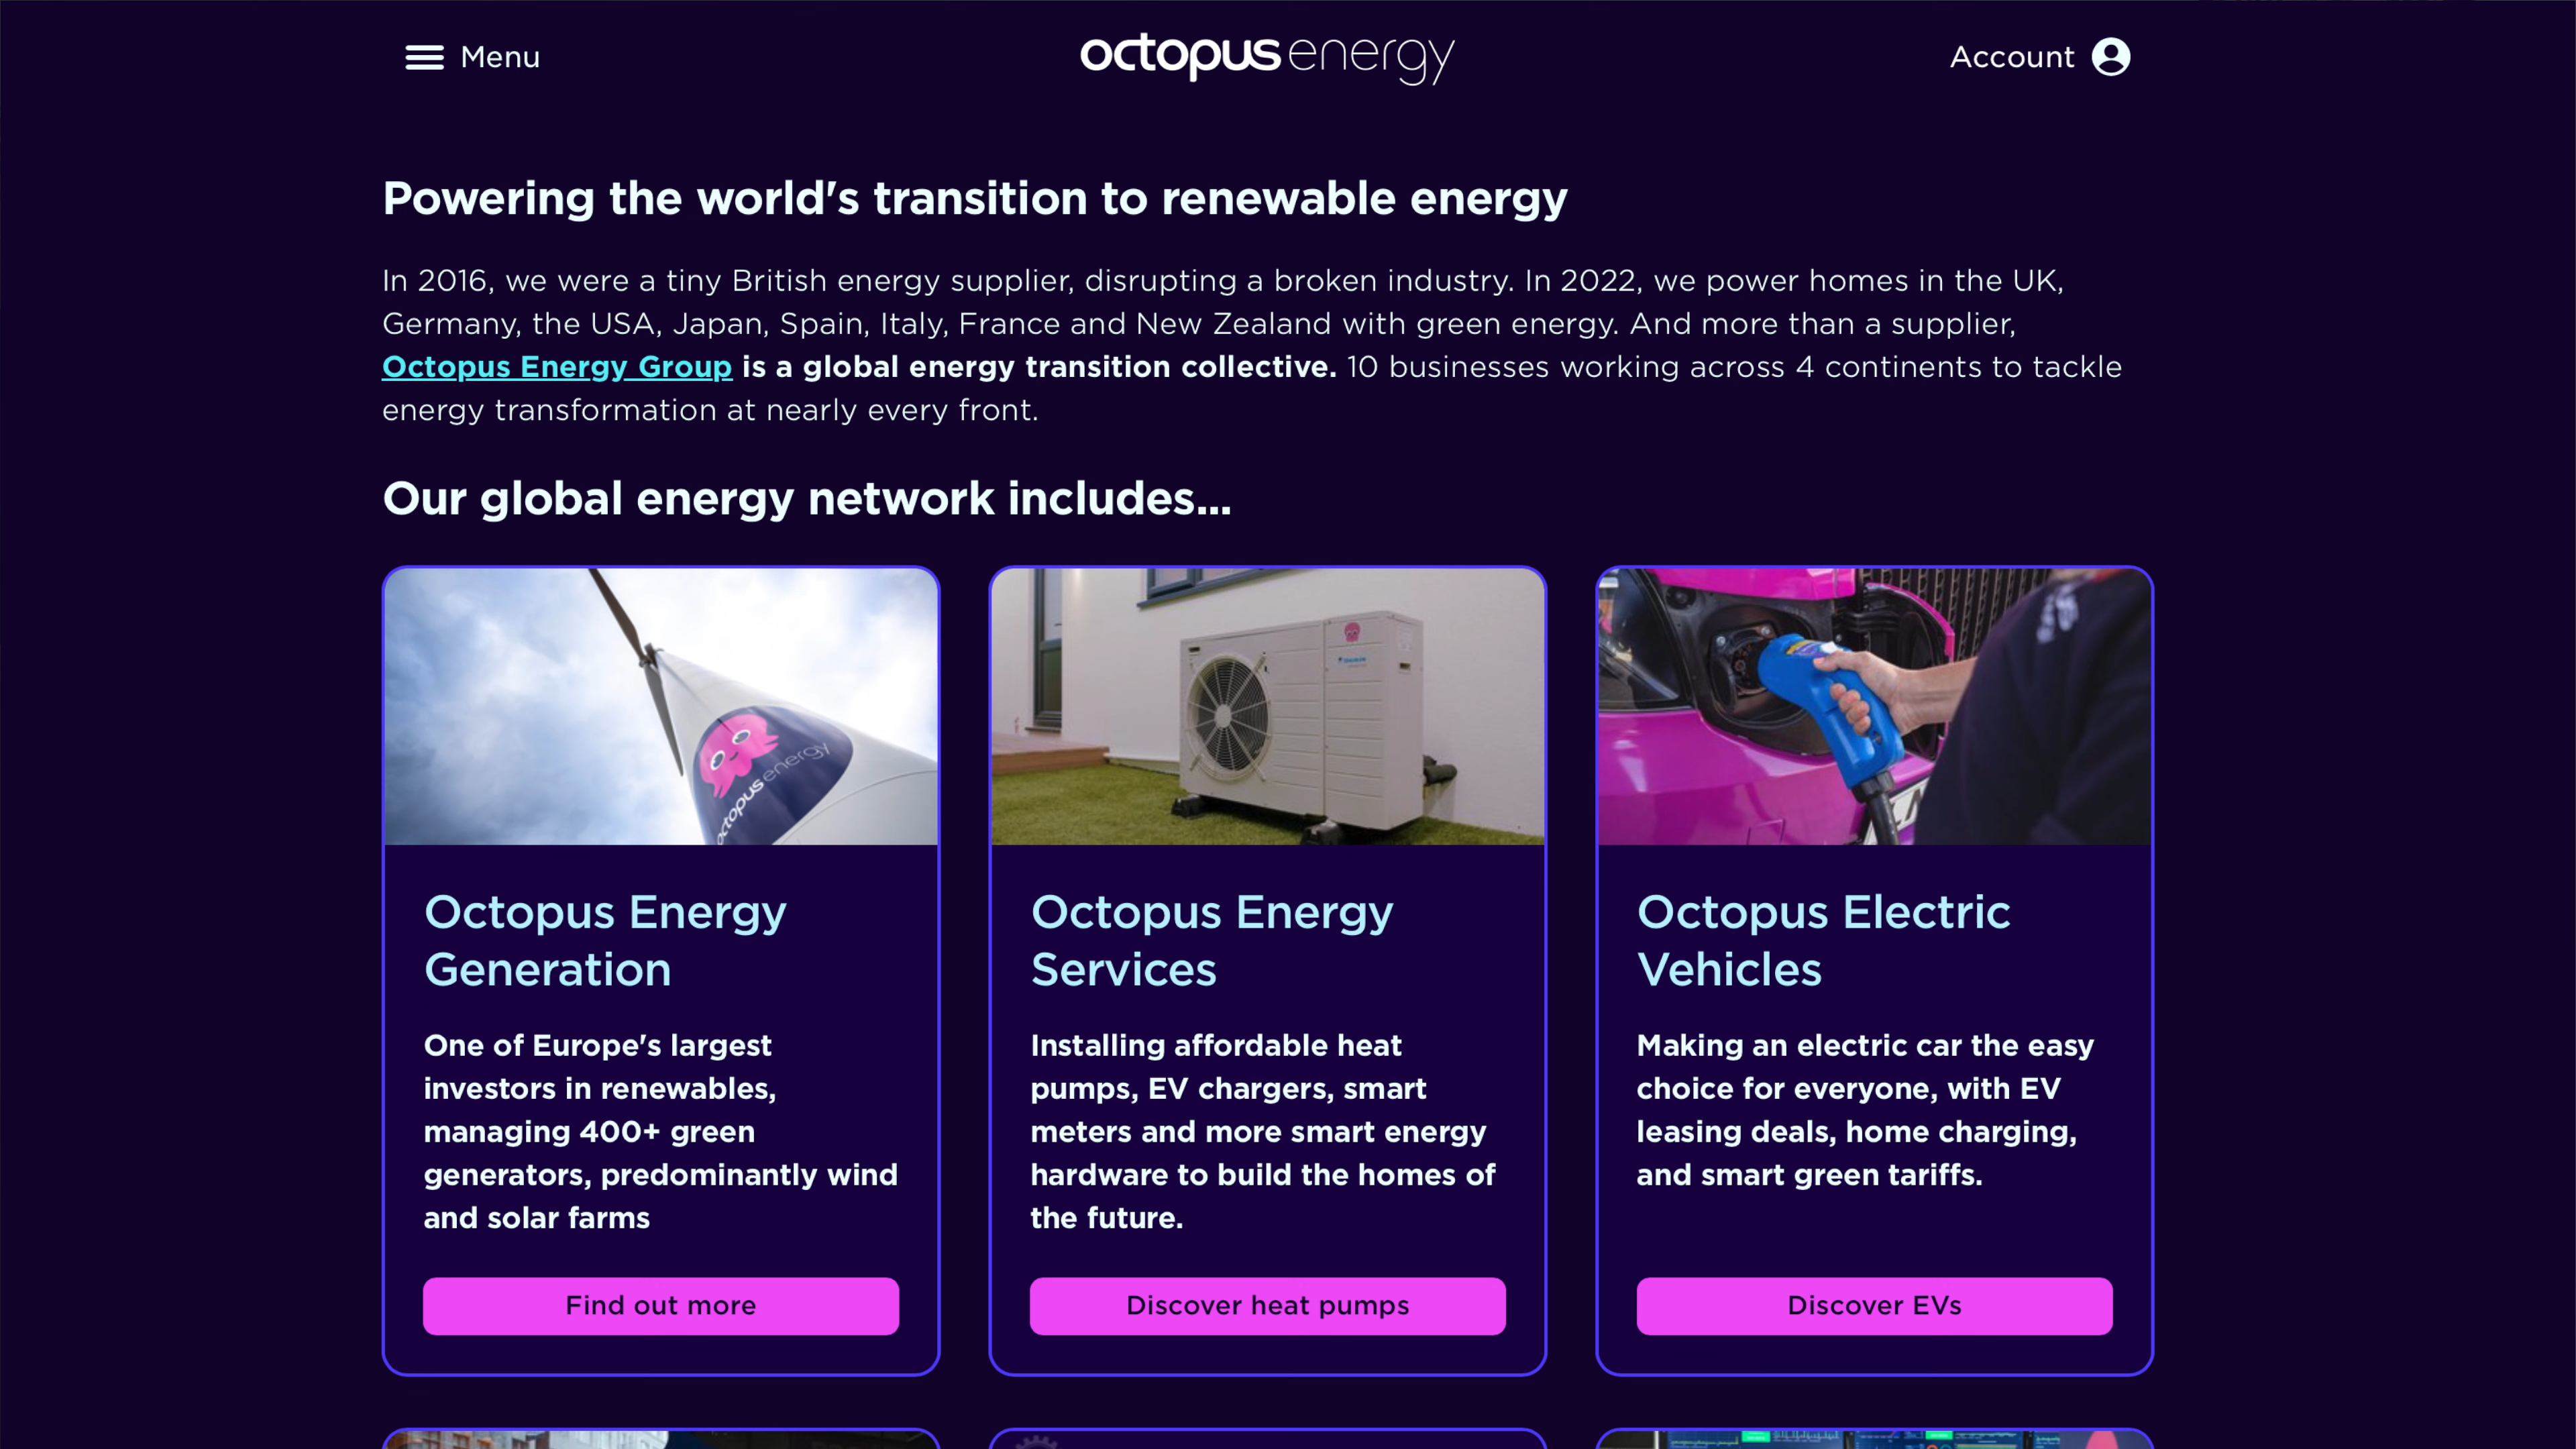 Menu
octopus energy
Account
Powering the world's transition to renewable energy
In 2016, we were a tiny British energy supplier, disrupting a broken industry. In 2022, we power homes in the UK,
Germany, the USA, Japan, Spain, Italy, France and New Zealand with green energy. And more than a supplier,
Octopus Energy Group is a global energy transition collective. 10 businesses working across 4 continents to tackle
energy transformation at nearly every front.
Our global energy network includes...
octopus energy
DAIKIN
Octopus Energy
Generation
One of Europe's largest
investors in renewables,
managing 400+ green
generators, predominantly wind
and solar farms
Find out more
Octopus Energy
Services
Installing affordable heat
pumps, EV chargers, smart
meters and more smart energy
hardware to build the homes of
the future.
Discover heat pumps
Octopus Electric
Vehicles
Making an electric car the easy
choice for everyone, with EV
leasing deals, home charging,
and smart green tariffs.
Discover EVs